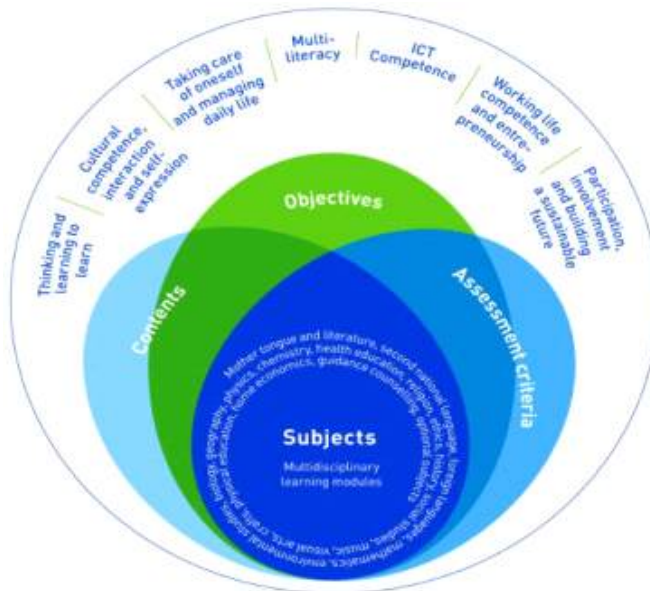 Thinking and
learning to
learn
Cultural
competence,
interaction
and self-
expression
Taking care
of oneself
and managing
daily life
Multi-
literacy
ICT
Competence
Working life
competence
and entre-
preneurship
Participation,
involvement
and building
a sustainable
future
Objectives
Contents
Assessment criteria
Mother tongue and literature, second national language, foreign languages, mathematics, environmental studies, biology, geography, physics, chemistry, health education, religion, ethics, history, social studies, music, visual arts, crafts, physical education, home economics, guidance counselling, optional subjects
Subjects
Multidisciplinary
learning modules